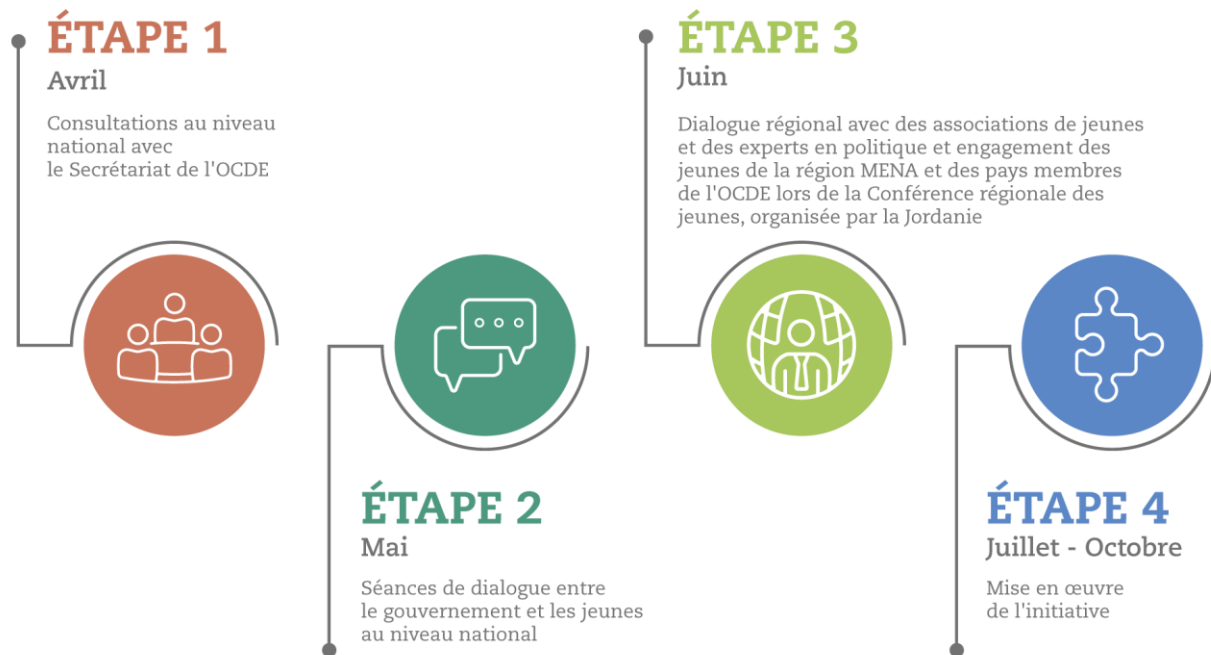 ÉTAPE 1
Avril
Consultations au niveau
national avec
le Secrétariat de l'OCDE
ÉTAPE 2
Mai
Séances de dialogue entre
le gouvernement et les jeunes
au niveau national
ÉTAPE 3
Juin
Dialogue régional avec des associations de jeunes
et des experts en politique et engagement des
jeunes de la région MENA et des pays membres
de l'OCDE lors de la Conférence régionale des
jeunes, organisée par la Jordanie
ÉTAPE 4
Juillet - Octobre
Mise en œuvre
de l'initiative